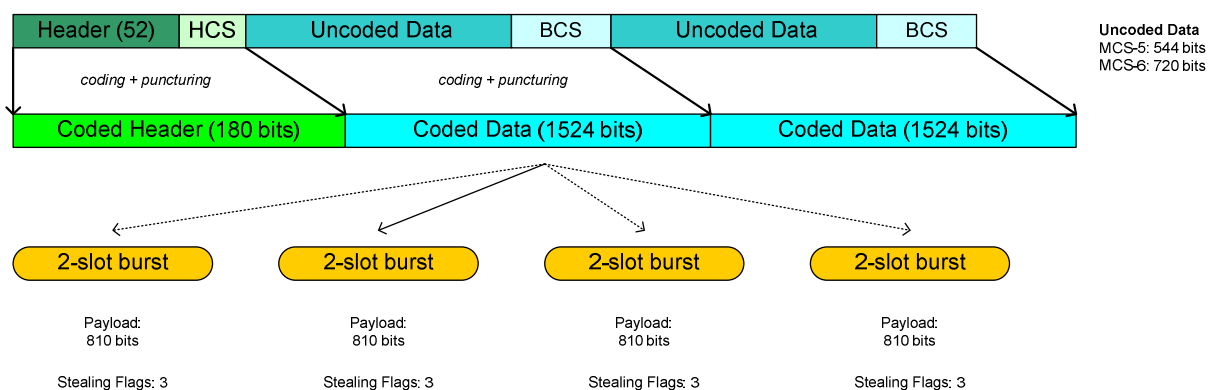 Header (52)
HCS
Uncoded Data
BCS
Uncoded Data
BCS
Uncoded Data
MCS-5: 544 bits
MCS-6: 720 bits
coding + puncturing
coding + puncturing
Coded Header (180 bits)
Coded Data (1524 bits)
Coded Data (1524 bits)
2-slot burst
2-slot burst
2-slot burst
2-slot burst
Payload:
810 bits
Payload:
810 bits
Payload:
810 bits
Payload:
810 bits
Stealing Flags: 3
Stealing Flags: 3
Stealing Flags: 3
Stealing Flags: 3